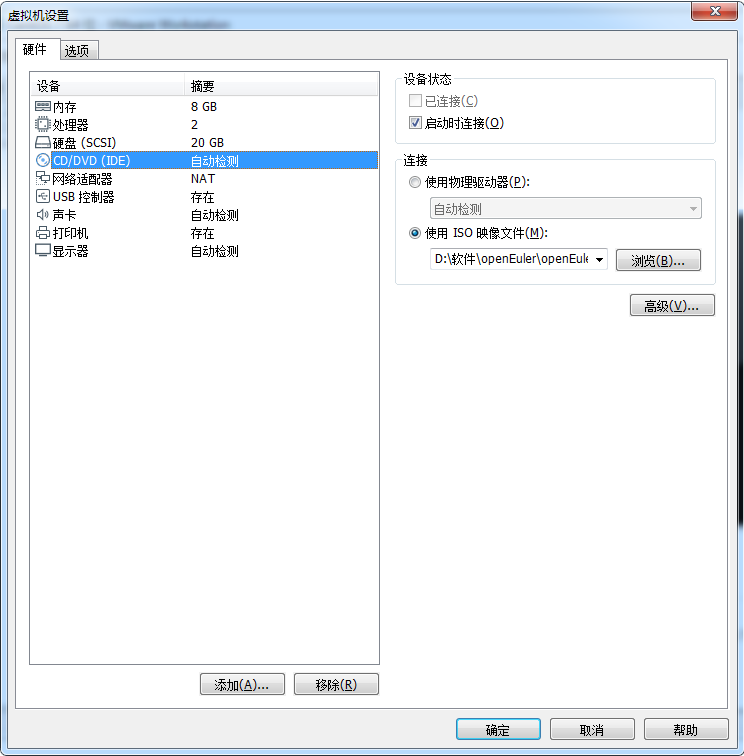 虚拟机设置
硬件 选项
设备 摘要
内存 8 GB
处理器 2
硬盘 (SCSI) 20 GB
CD/DVD (IDE) 自动检测
网络适配器 NAT
USB 控制器 存在
声卡 自动检测
打印机 存在
显示器 自动检测
添加(A)... 移除(R)
设备状态
已连接(C)
启动时连接(O)
连接
使用物理驱动器(P):
自动检测
使用 ISO 映像文件(M):
D:\软件\openEuler\openEule
浏览(B)...
高级(V)...
确定 取消 帮助